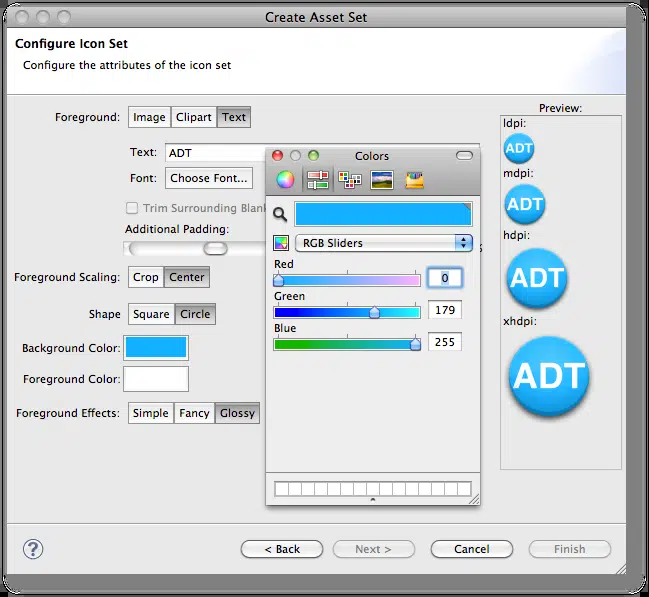 Create Asset Set
Configure Icon Set
Configure the attributes of the icon set
Foreground: Image Clipart Text
Text: ADT
Font: Choose Font...
Trim Surrounding Blan
Additional Padding:
%
Foreground Scaling: Crop Center
Shape Square Circle
Background Color:
Foreground Color:
Foreground Effects: Simple Fancy Glossy
Colors
RGB Sliders
Red
0
Green
179
Blue
255
Preview:
ldpi:
ADT
mdpi:
ADT
hdpi:
ADT
xhdpi:
ADT
?
< Back Next > Cancel Finish